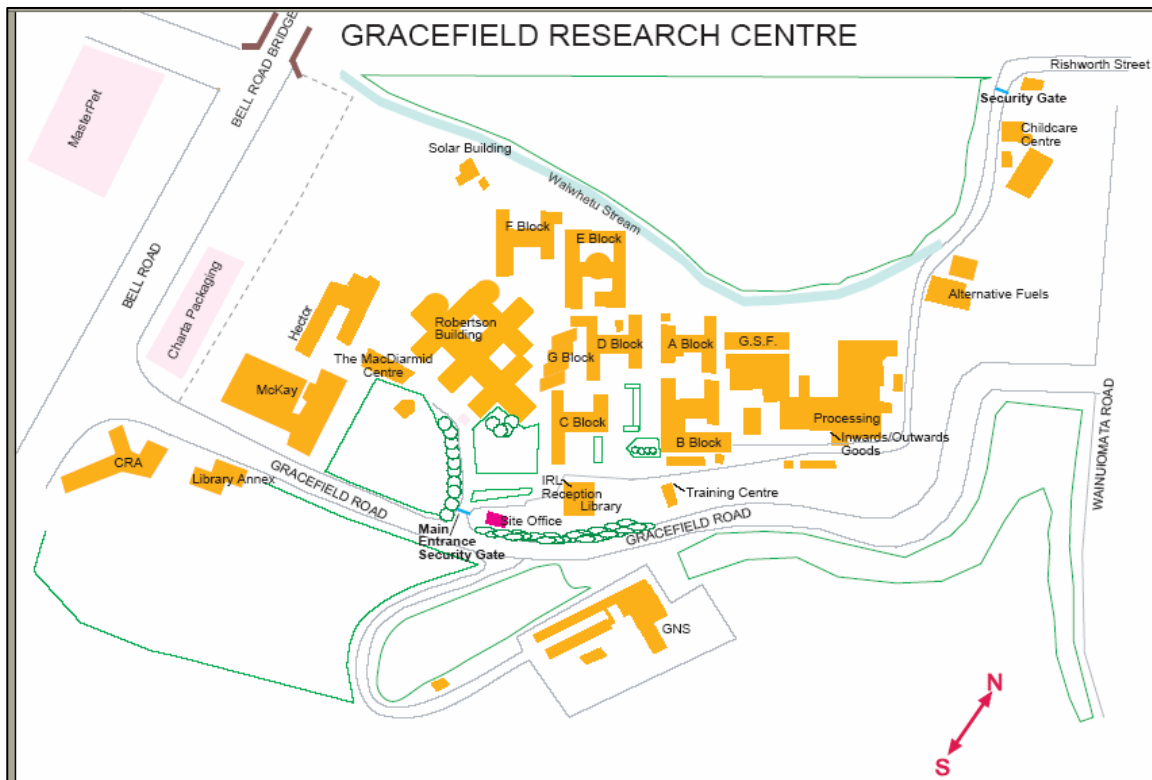 GRACEFIELD RESEARCH CENTRE
Rishworth Street
Security Gate
Childcare
Centre
BELL ROAD BRIDGE
MasterPet
Solar Building
Waiwhetu Stream
F Block
E Block
BELL ROAD
Charta Packaging
Hector
Robertson
Building
Alternative Fuels
G Block
D Block
A Block
G.S.F.
The MacDiarmid
Centre
McKay
C Block
B Block
Processing
Inwards/Outwards
Goods
WAINUIOMATA ROAD
CRA
Library Annex
GRACEFIELD ROAD
IRL
Reception
Library
Training Centre
Site Office
Main
Entrance
Security Gate
GRACEFIELD ROAD
GNS
N
S